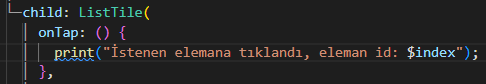 child: ListTile(
onTap: () {
print("İstenen elemana tıklandı, eleman id: $index");
},